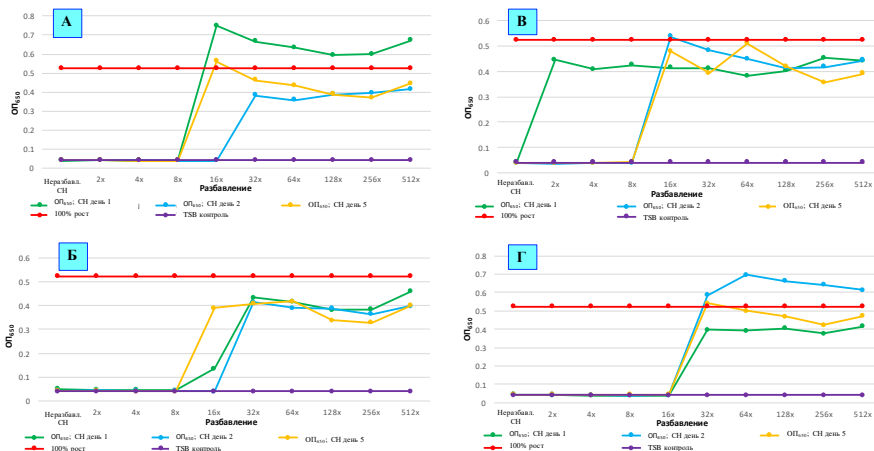 А
0.9
0.8
0.7
0.6
0.5
0.4
0.3
0.2
0.1
0
ОП650
Неразбавл. СН
2x
4x
8x
16x
32x
64x
128x
256x
512x
Разбавление
ОП650; СН день 1
ОП650; СН день 2
ОП650; СН день 5
100% рост
TSB контроль
В
0.6
0.5
0.4
0.3
0.2
0.1
0
ОП650
Неразбавл. СН
2x
4x
8x
16x
32x
64x
128x
256x
512x
Разбавление
ОП650; СН день 1
ОП650; СН день 2
ОП650; СН день 5
100% рост
TSB контроль
Б
0.6
0.5
0.4
0.3
0.2
0.1
0
ОП650
Неразбавл. СН
2x
4x
8x
16x
32x
64x
128x
256x
512x
Разбавление
ОП650; СН день 1
ОП650; СН день 2
ОП650; СН день 5
100% рост
TSB контроль
Г
0.8
0.7
0.6
0.5
0.4
0.3
0.2
0.1
0
ОП650
Неразбавл. СН
2x
4x
8x
16x
32x
64x
128x
256x
512x
Разбавление
ОП650; СН день 1
ОП650; СН день 2
ОП650; СН день 5
100% рост
TSB контроль